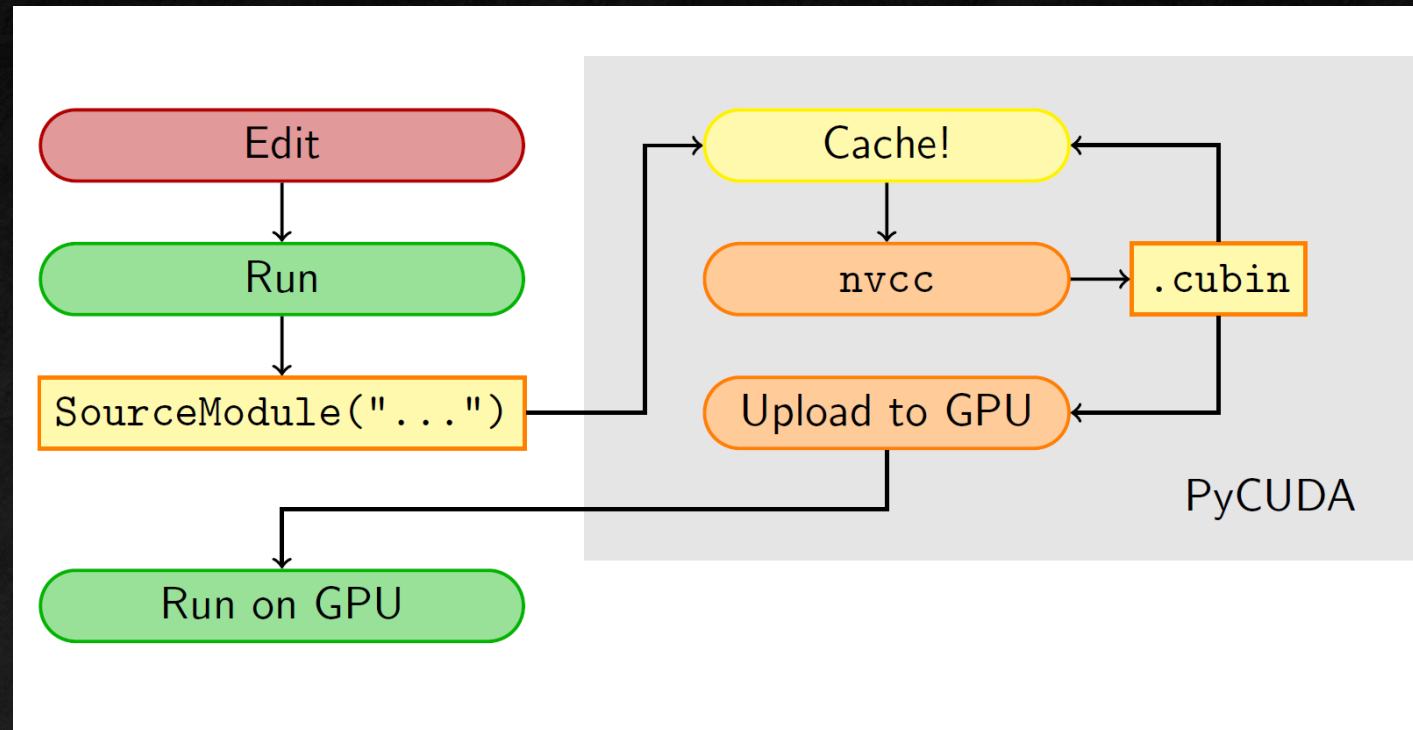 Edit
Run
SourceModule("...")
Run on GPU
Cache!
nvcc
.cubin
Upload to GPU
PyCUDA